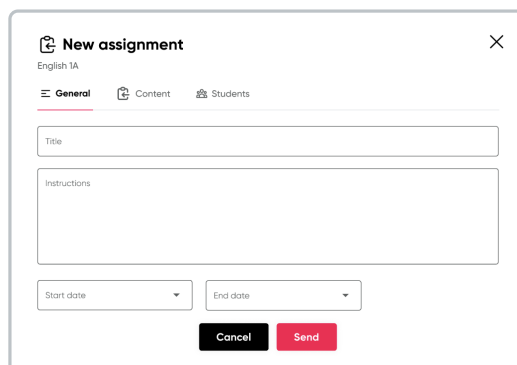 New assignment
English 1A
General Content Students
Title
Instructions
Start date End date
Cancel Send